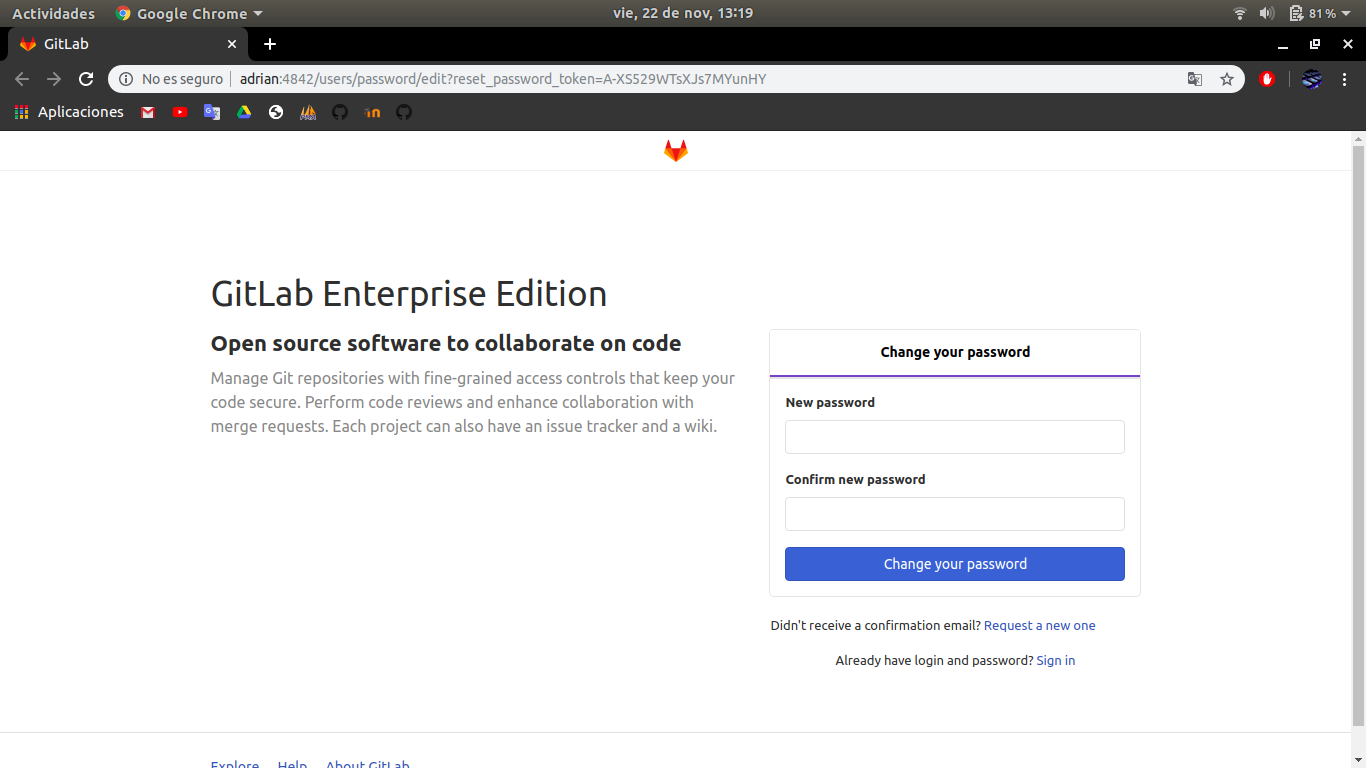 Actividades Google Chrome vie, 22 de nov, 13:19 81 %
GitLab
No es seguro adrian:4842/users/password/edit?reset_password_token=A-XS529WTsXJs7MYunHY
Aplicaciones
GitLab Enterprise Edition
Open source software to collaborate on code
Manage Git repositories with fine-grained access controls that keep your
code secure. Perform code reviews and enhance collaboration with
merge requests. Each project can also have an issue tracker and a wiki.
Change your password
New password
Confirm new password
Change your password
Didn't receive a confirmation email? Request a new one
Already have login and password? Sign in
Explore Help About GitLab